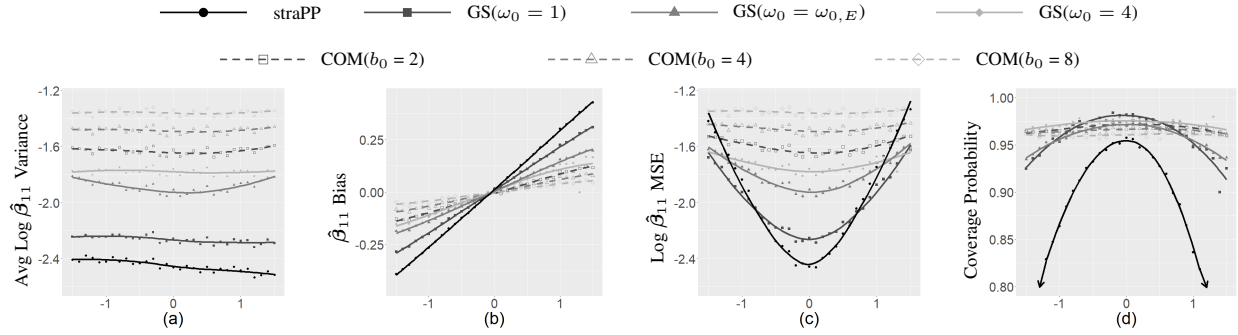 straPP GS(ω₀ = 1) GS(ω₀ = ω₀,E) GS(ω₀ = 4)
COM(b₀ = 2) COM(b₀ = 4) COM(b₀ = 8)
Avg Log β̂₁₁ Variance
-1.2
-1.6
-2.0
-2.4
-1 0 1
(a)
β̂₁₁ Bias
0.25
0.00
-0.25
-1 0 1
(b)
Log β̂₁₁ MSE
-1.2
-1.6
-2.0
-2.4
-1 0 1
(c)
Coverage Probability
1.00
0.95
0.90
0.85
0.80
-1 0 1
(d)